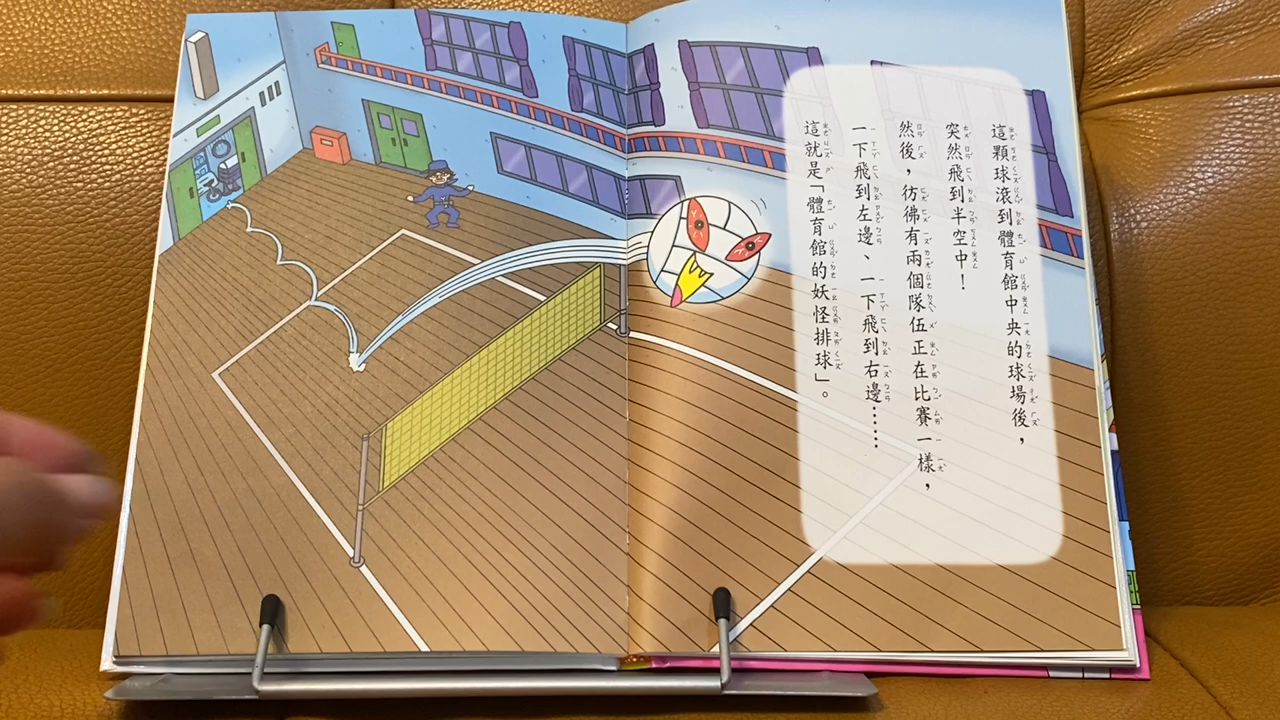 這顆球滾到體育館中央的球場後，
突然飛到半空中！
然後，彷彿有兩個隊伍正在比賽一樣，
一下飛到左邊、一下飛到右邊……
這就是「體育館的妖怪排球」。